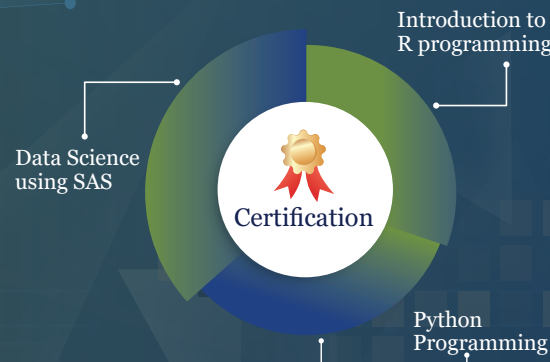 Introduction to
R programming
Data Science
using SAS
Certification
Python
Programming